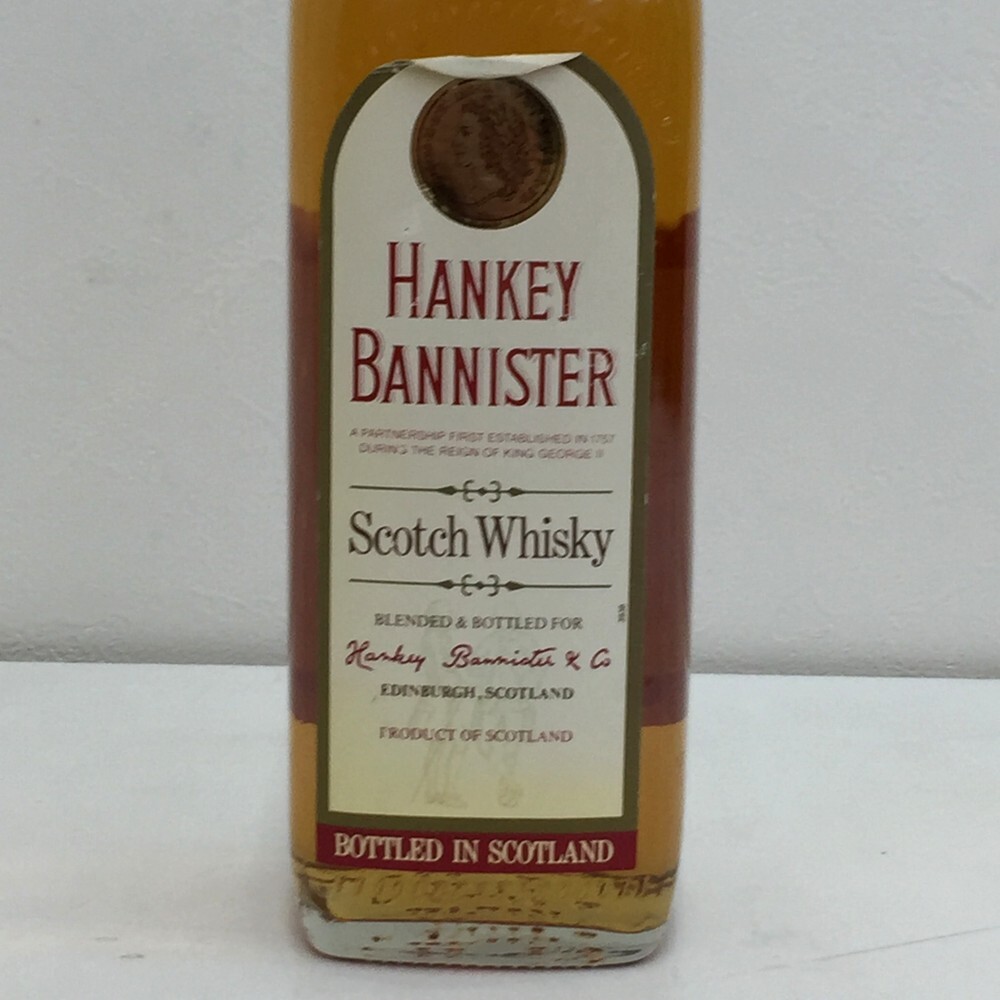 HANKEY
BANNISTER
A PARTNERSHIP FIRST ESTABLISHED IN 1757
DURING THE REIGN OF KING GEORGE II
Scotch Whisky
BLENDED & BOTTLED FOR
Hankey Bannister & Co
EDINBURGH, SCOTLAND
PRODUCT OF SCOTLAND
BOTTLED IN SCOTLAND